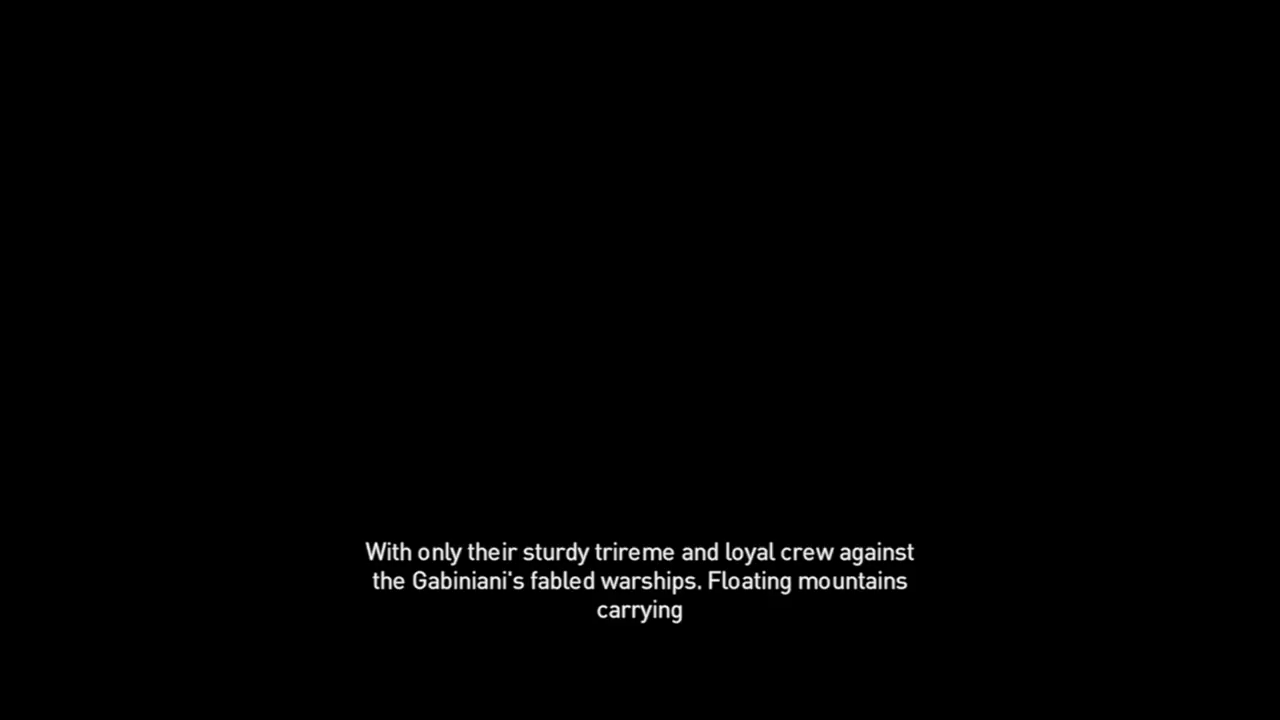 With only their sturdy trireme and loyal crew against
the Gabiniani's fabled warships. Floating mountains
carrying